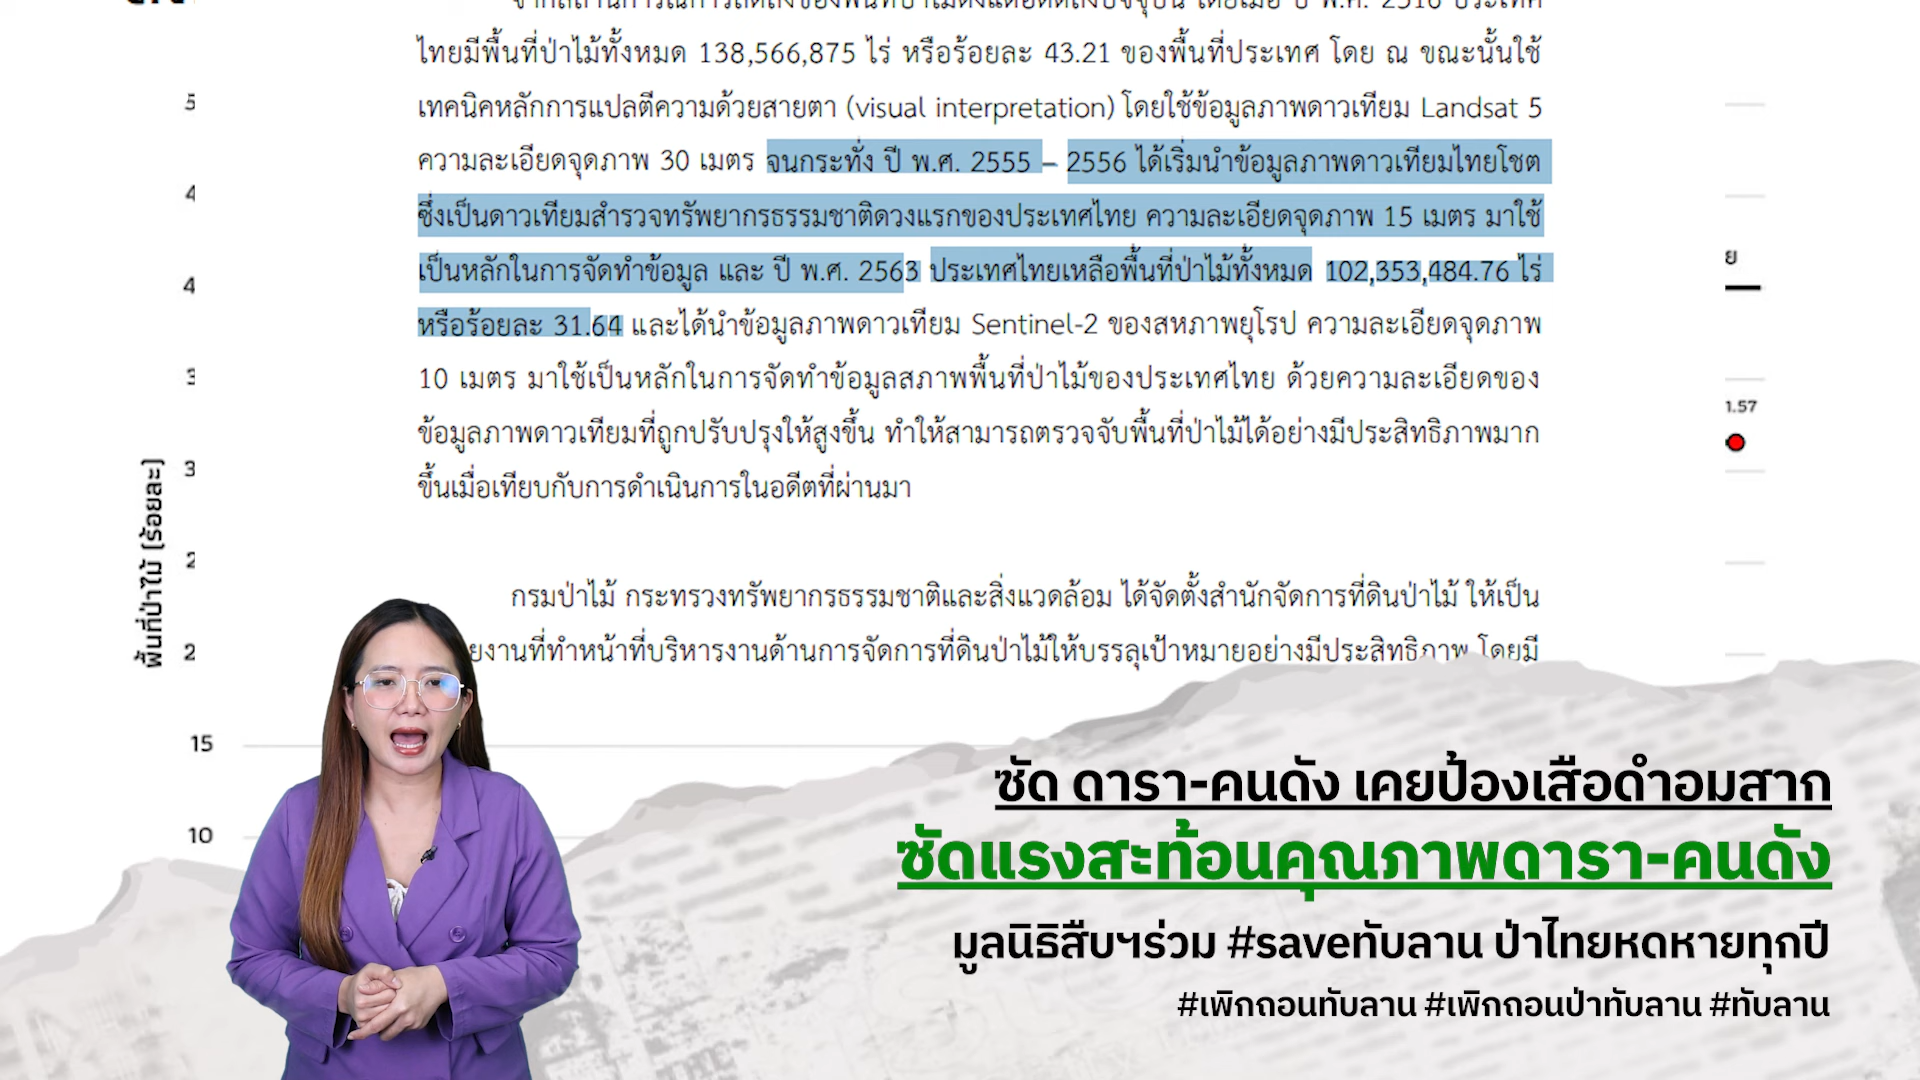 ไทยมีพื้นที่ป่าไม้ทั้งหมด 138,566,875 ไร่ หรือร้อยละ 43.21 ของพื้นที่ประเทศ โดย ณ ขณะนั้นใช้
เทคนิคหลักการแปลตีความด้วยสายตา (visual interpretation) โดยใช้ข้อมูลภาพดาวเทียม Landsat 5
ความละเอียดจุดภาพ 30 เมตร จนกระทั่ง ปี พ.ศ. 2555 – 2556 ได้เริ่มนำข้อมูลภาพดาวเทียมไทยโชต
ซึ่งเป็นดาวเทียมสำรวจทรัพยากรธรรมชาติดวงแรกของประเทศไทย ความละเอียดจุดภาพ 15 เมตร มาใช้
เป็นหลักในการจัดทำข้อมูล และ ปี พ.ศ. 2563 ประเทศไทยเหลือพื้นที่ป่าไม้ทั้งหมด 102,353,484.76 ไร่
หรือร้อยละ 31.64 และได้นำข้อมูลภาพดาวเทียม Sentinel-2 ของสหภาพยุโรป ความละเอียดจุดภาพ
10 เมตร มาใช้เป็นหลักในการจัดทำข้อมูลสภาพพื้นที่ป่าไม้ของประเทศไทย ด้วยความละเอียดของ
ข้อมูลภาพดาวเทียมที่ถูกปรับปรุงให้สูงขึ้น ทำให้สามารถตรวจจับพื้นที่ป่าไม้ได้อย่างมีประสิทธิภาพมาก
ขึ้นเมื่อเทียบกับการดำเนินการในอดีตที่ผ่านมา
กรมป่าไม้ กระทรวงทรัพยากรธรรมชาติและสิ่งแวดล้อม ได้จัดตั้งสำนักจัดการที่ดินป่าไม้ ให้เป็น
ยงานที่ทำหน้าที่บริหารงานด้านการจัดการที่ดินป่าไม้ให้บรรลุเป้าหมายอย่างมีประสิทธิภาพ โดยมี
พื้นที่ป่าไม้ (ร้อยละ)
5
4
4
3
3
2
2
15
10
ย
1.57
ซัด ดารา-คนดัง เคยป้องเสือดำอมสาก
ซัดแรงสะท้อนคุณภาพดารา-คนดัง
มูลนิธิสืบฯร่วม #saveทับลาน ป่าไทยหดหายทุกปี
#เพิกถอนทับลาน #เพิกถอนป่าทับลาน #ทับลาน